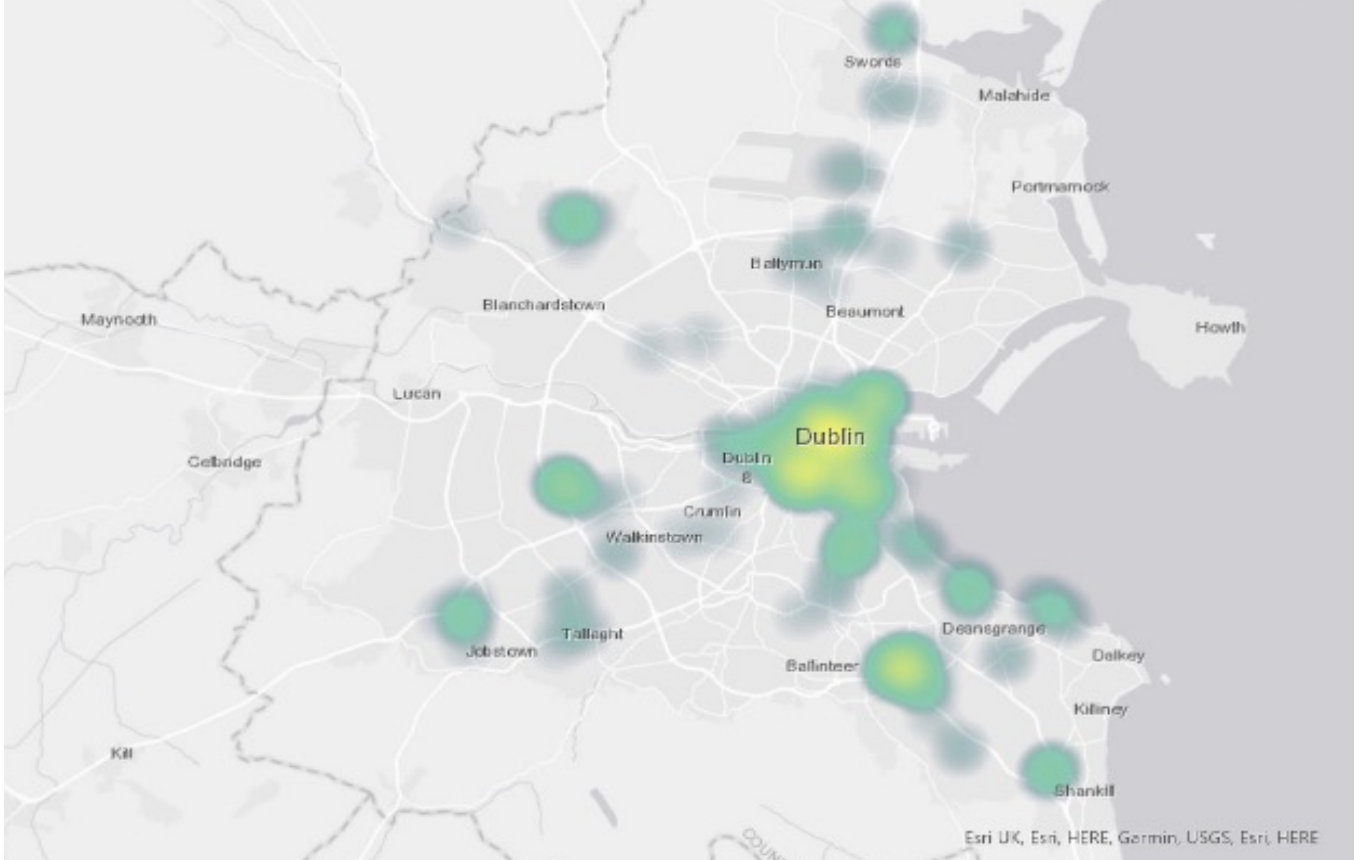 Swords
Malahide
Portmarnock
Ballymun
Blanchardstown
Beaumont
Maynooth
Howth
Lucan
Dublin
Dublin
8
Celbridge
Crumlin
Walkinstown
Deansgrange
Tallaght
Jobstown
Dalkey
Ballinteer
Killiney
Kill
Shankill
COUN
Esri UK, Esri, HERE, Garmin, USGS, Esri, HERE